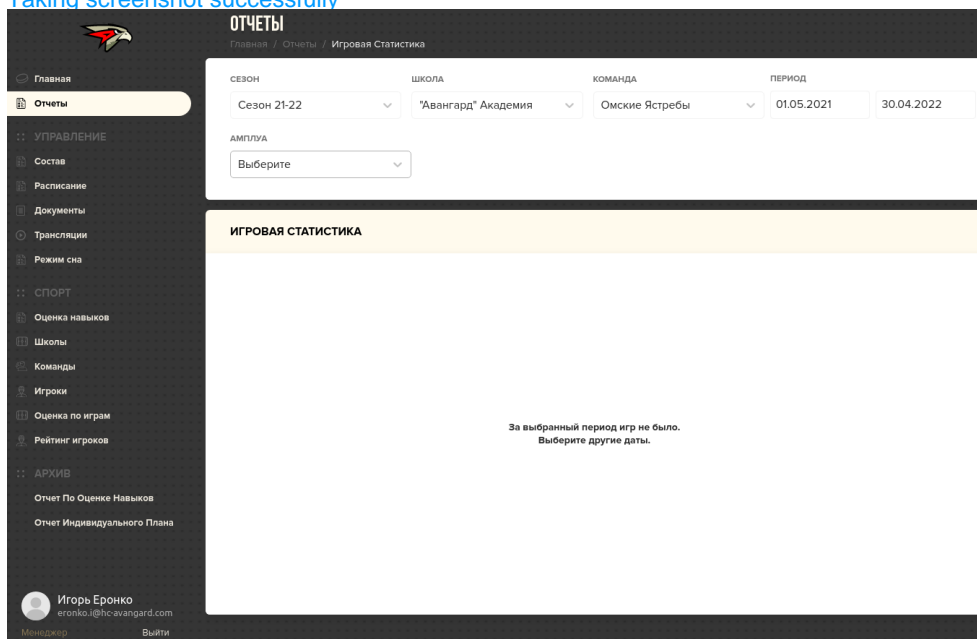 Taking screenshot successfully
ОТЧЕТЫ
Главная / Отчеты / Игровая Статистика
Главная
Отчеты
:: УПРАВЛЕНИЕ
Состав
Расписание
Документы
Трансляции
Режим сна
:: СПОРТ
Оценка навыков
Школы
Команды
Игроки
Оценка по играм
Рейтинг игроков
:: АРХИВ
Отчет По Оценке Навыков
Отчет Индивидуального Плана
Игорь Еронко
eronko.i@hc-avangard.com
Менеджер Выйти
СЕЗОН ШКОЛА КОМАНДА ПЕРИОД
Сезон 21-22 "Авангард" Академия Омские Ястребы 01.05.2021 30.04.2022
АМПЛУА
Выберите
ИГРОВАЯ СТАТИСТИКА
За выбранный период игр не было.
Выберите другие даты.